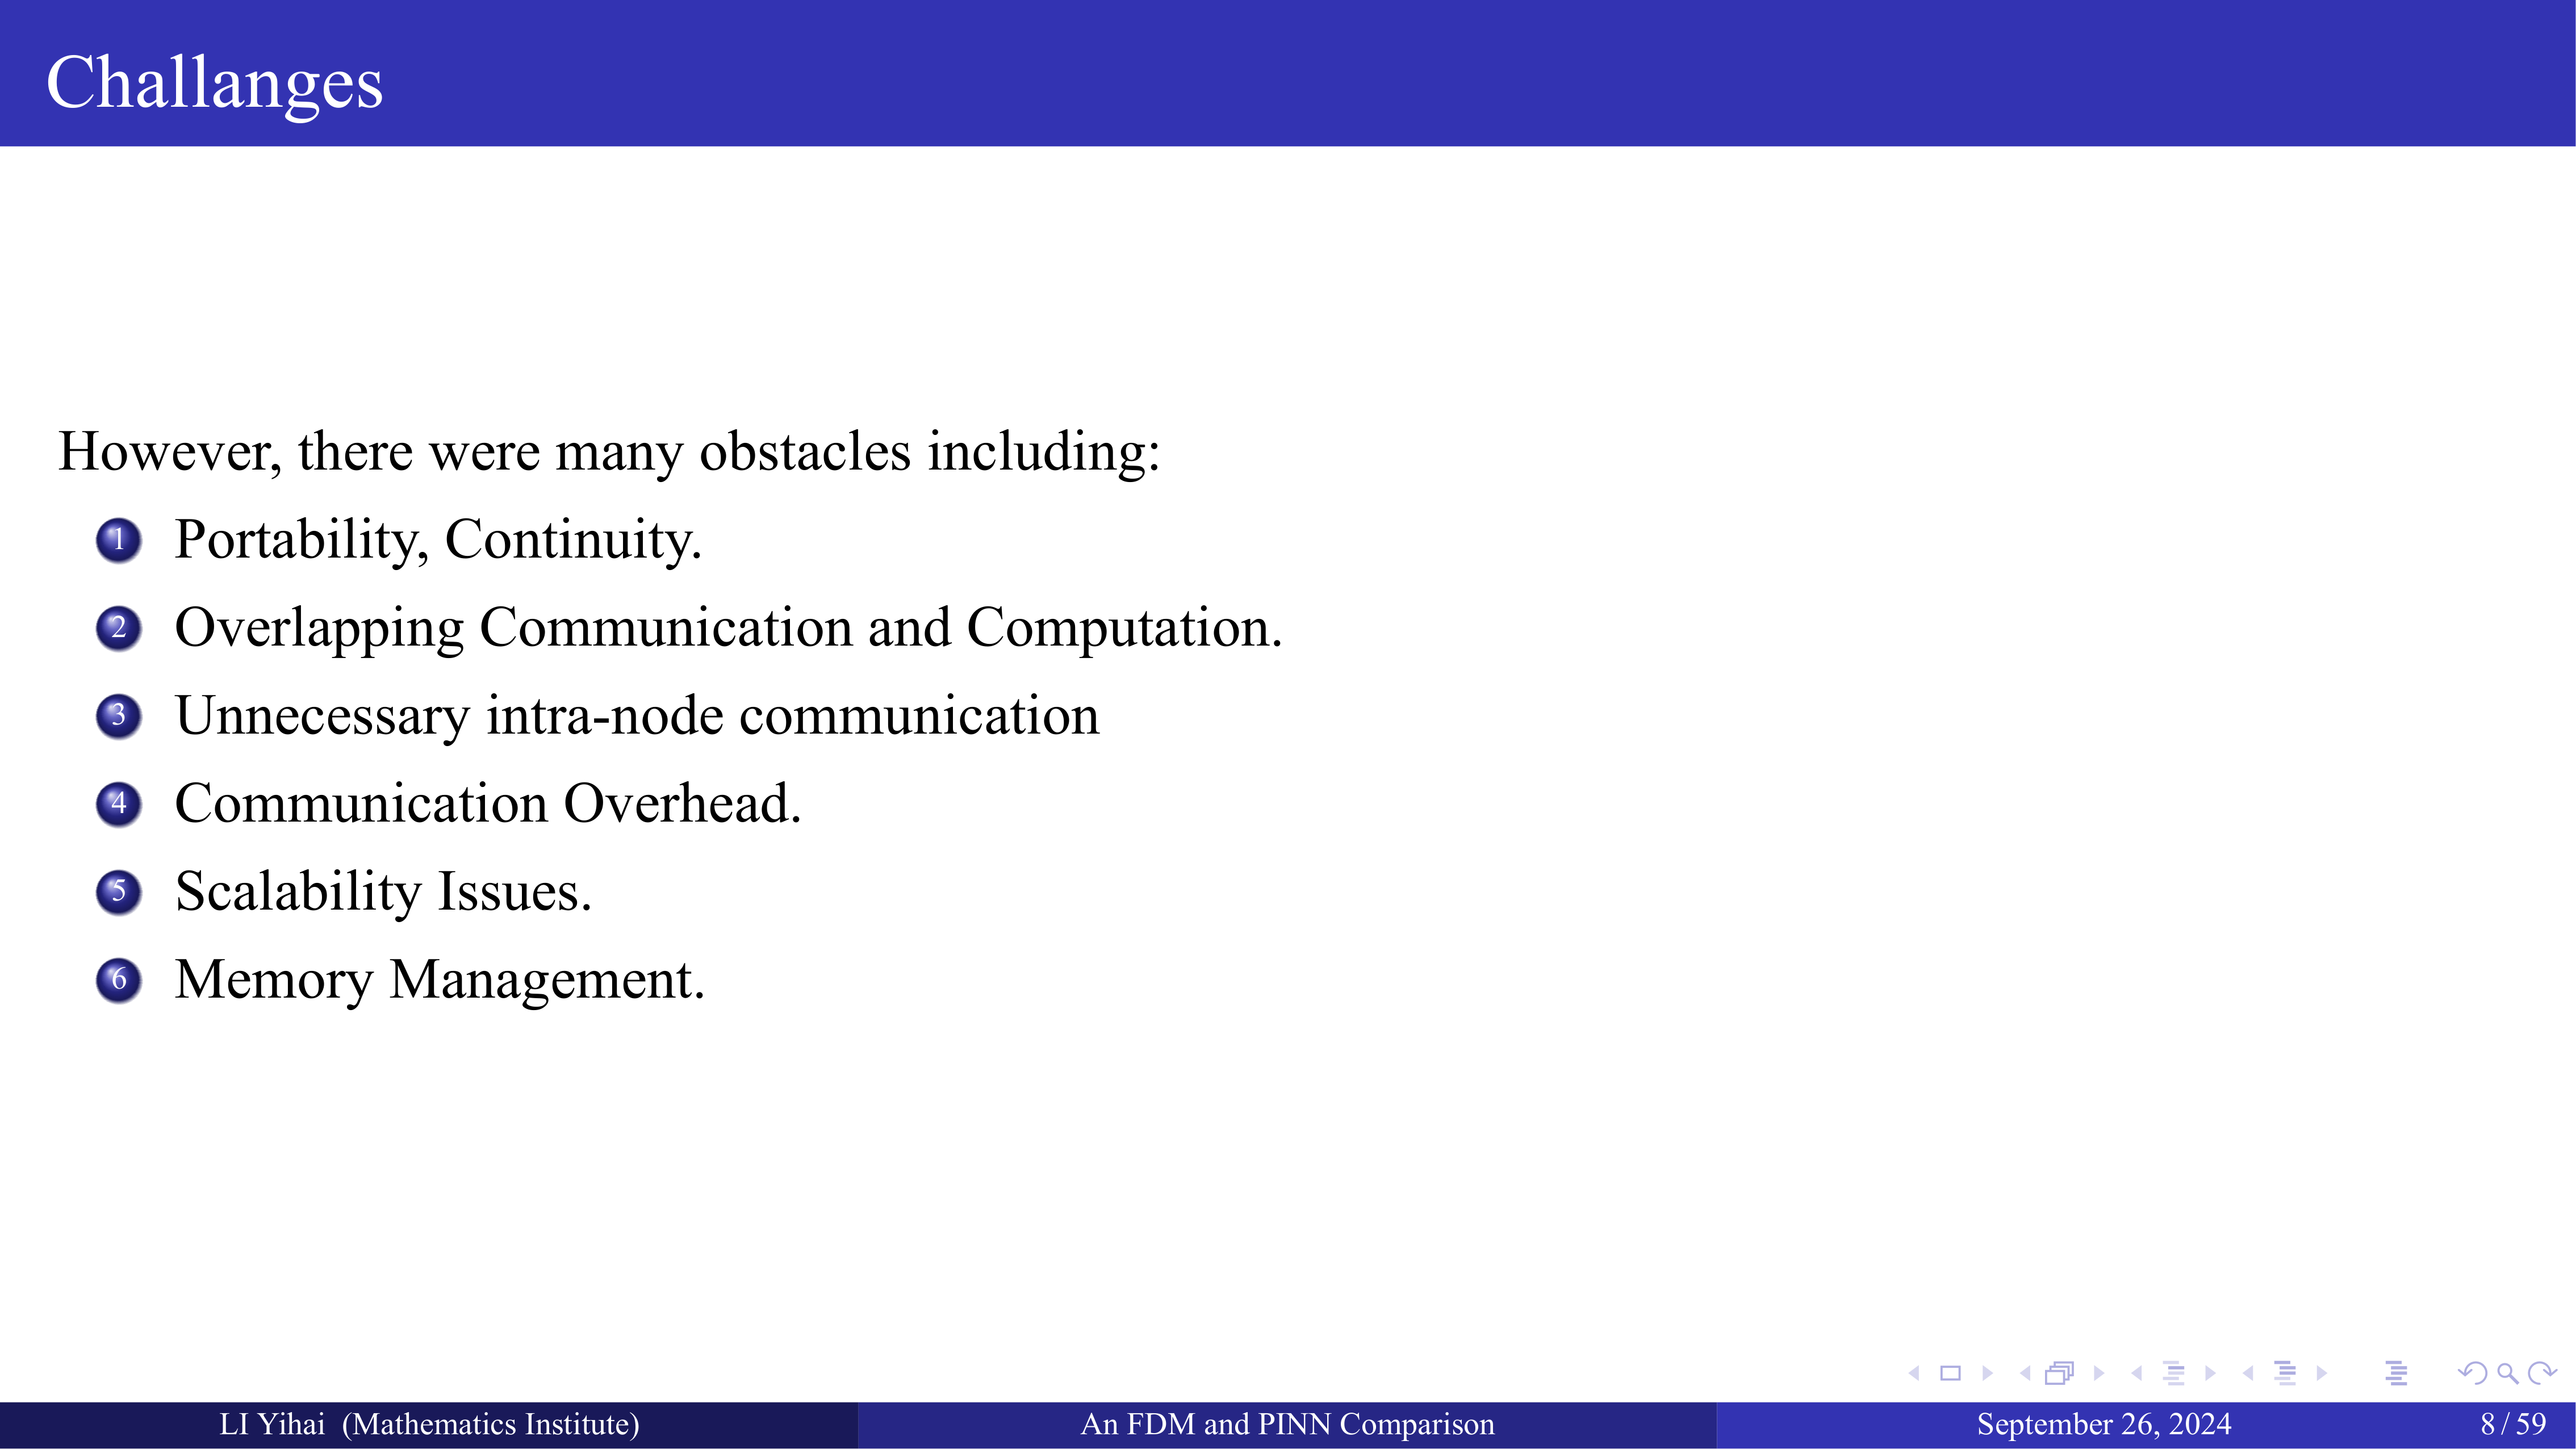 Challanges
However, there were many obstacles including:
1 Portability, Continuity.
2 Overlapping Communication and Computation.
3 Unnecessary intra-node communication
4 Communication Overhead.
5 Scalability Issues.
6 Memory Management.
LI Yihai (Mathematics Institute) An FDM and PINN Comparison September 26, 2024 8 / 59